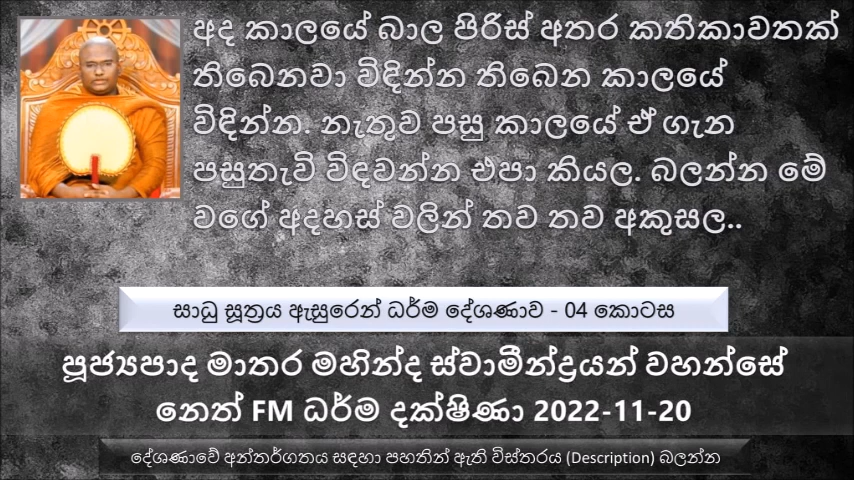 අද කාලයේ බාල පිරිස් අතර කතිකාවතක්
තිබෙනවා විඳින්න තිබෙන කාලයේ
විඳින්න. නැතුව පසු කාලයේ ඒ ගැන
පසුතැවි විඳවන්න එපා කියල. බලන්න මේ
වගේ අදහස් වලින් තව තව අකුසල..
සාධු සූත්‍රය ඇසුරෙන් ධර්ම දේශණාව - 04 කොටස
පූජ්‍යපාද මාතර මහින්ද ස්වාමීන්ද්‍රයන් වහන්සේ
නෙත් FM ධර්ම දක්ෂිණා 2022-11-20
දේශණාවේ අන්තර්ගතය සඳහා පහතින් ඇති විස්තරය (Description) බලන්න